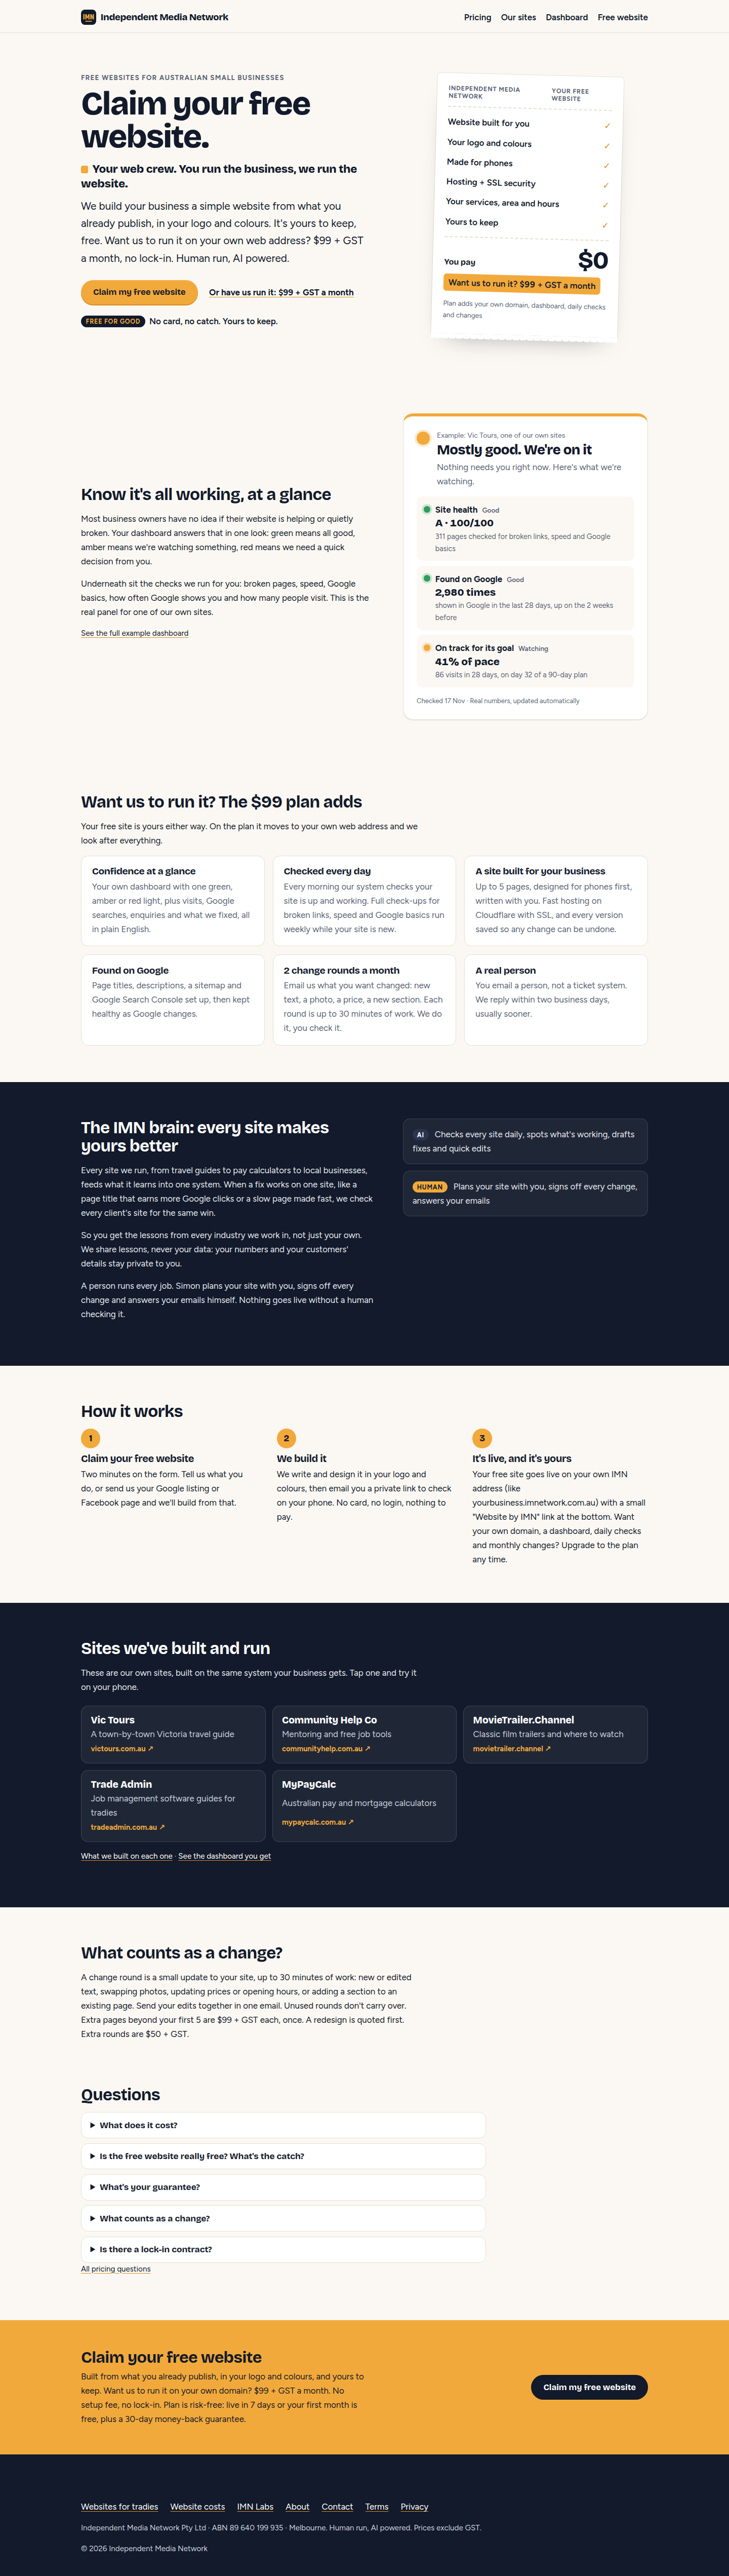 IMN Independent Media Network
Pricing Our sites Dashboard Free website
FREE WEBSITES FOR AUSTRALIAN SMALL BUSINESSES
Claim your free
website.
Your web crew. You run the business, we run the
website.
We build your business a simple website from what you
already publish, in your logo and colours. It's yours to keep,
free. Want us to run it on your own web address? $99 + GST
a month, no lock-in. Human run, AI powered.
Claim my free website
Or have us run it: $99 + GST a month
FREE FOR GOOD No card, no catch. Yours to keep.
INDEPENDENT MEDIA
NETWORK
YOUR FREE
WEBSITE
Website built for you ✓
Your logo and colours ✓
Made for phones ✓
Hosting + SSL security ✓
Your services, area and hours ✓
Yours to keep ✓
You pay $0
Want us to run it? $99 + GST a month
Plan adds your own domain, dashboard, daily checks
and changes
Know it's all working, at a glance
Most business owners have no idea if their website is helping or quietly
broken. Your dashboard answers that in one look: green means all good,
amber means we're watching something, red means we need a quick
decision from you.
Underneath sit the checks we run for you: broken pages, speed, Google
basics, how often Google shows you and how many people visit. This is the
real panel for one of our own sites.
See the full example dashboard
Example: Vic Tours, one of our own sites
Mostly good. We're on it
Nothing needs you right now. Here's what we're
watching.
Site health Good
A · 100/100
311 pages checked for broken links, speed and Google
basics
Found on Google Good
2,980 times
shown in Google in the last 28 days, up on the 2 weeks
before
On track for its goal Watching
41% of pace
86 visits in 28 days, on day 32 of a 90-day plan
Checked 17 Nov · Real numbers, updated automatically
Want us to run it? The $99 plan adds
Your free site is yours either way. On the plan it moves to your own web address and we
look after everything.
Confidence at a glance
Your own dashboard with one green,
amber or red light, plus visits, Google
searches, enquiries and what we fixed, all
in plain English.
Checked every day
Every morning our system checks your
site is up and working. Full check-ups for
broken links, speed and Google basics run
weekly while your site is new.
A site built for your business
Up to 5 pages, designed for phones first,
written with you. Fast hosting on
Cloudflare with SSL, and every version
saved so any change can be undone.
Found on Google
Page titles, descriptions, a sitemap and
Google Search Console set up, then kept
healthy as Google changes.
2 change rounds a month
Email us what you want changed: new
text, a photo, a price, a new section. Each
round is up to 30 minutes of work. We do
it, you check it.
A real person
You email a person, not a ticket system.
We reply within two business days,
usually sooner.
The IMN brain: every site makes
yours better
Every site we run, from travel guides to pay calculators to local businesses,
feeds what it learns into one system. When a fix works on one site, like a
page title that earns more Google clicks or a slow page made fast, we check
every client's site for the same win.
So you get the lessons from every industry we work in, not just your own.
We share lessons, never your data: your numbers and your customers'
details stay private to you.
A person runs every job. Simon plans your site with you, signs off every
change and answers your emails himself. Nothing goes live without a human
checking it.
AI Checks every site daily, spots what's working, drafts
fixes and quick edits
HUMAN Plans your site with you, signs off every change,
answers your emails
How it works
1
Claim your free website
Two minutes on the form. Tell us what you
do, or send us your Google listing or
Facebook page and we'll build from that.
2
We build it
We write and design it in your logo and
colours, then email you a private link to check
on your phone. No card, no login, nothing to
pay.
3
It's live, and it's yours
Your free site goes live on your own IMN
address (like
yourbusiness.imnetwork.com.au) with a small
"Website by IMN" link at the bottom. Want
your own domain, a dashboard, daily checks
and monthly changes? Upgrade to the plan
any time.
Sites we've built and run
These are our own sites, built on the same system your business gets. Tap one and try it
on your phone.
Vic Tours
A town-by-town Victoria travel guide
victours.com.au ↗
Community Help Co
Mentoring and free job tools
communityhelp.com.au ↗
MovieTrailer.Channel
Classic film trailers and where to watch
movietrailer.channel ↗
Trade Admin
Job management software guides for
tradies
tradeadmin.com.au ↗
MyPayCalc
Australian pay and mortgage calculators
mypaycalc.com.au ↗
What we built on each one · See the dashboard you get
What counts as a change?
A change round is a small update to your site, up to 30 minutes of work: new or edited
text, swapping photos, updating prices or opening hours, or adding a section to an
existing page. Send your edits together in one email. Unused rounds don't carry over.
Extra pages beyond your first 5 are $99 + GST each, once. A redesign is quoted first.
Extra rounds are $50 + GST.
Questions
▶ What does it cost?
▶ Is the free website really free? What's the catch?
▶ What's your guarantee?
▶ What counts as a change?
▶ Is there a lock-in contract?
All pricing questions
Claim your free website
Built from what you already publish, in your logo and colours, and yours to
keep. Want us to run it on your own domain? $99 + GST a month. No
setup fee, no lock-in. Plan is risk-free: live in 7 days or your first month is
free, plus a 30-day money-back guarantee.
Claim my free website
Websites for tradies Website costs IMN Labs About Contact Terms Privacy
Independent Media Network Pty Ltd · ABN 89 640 199 935 · Melbourne. Human run, AI powered. Prices exclude GST.
© 2026 Independent Media Network